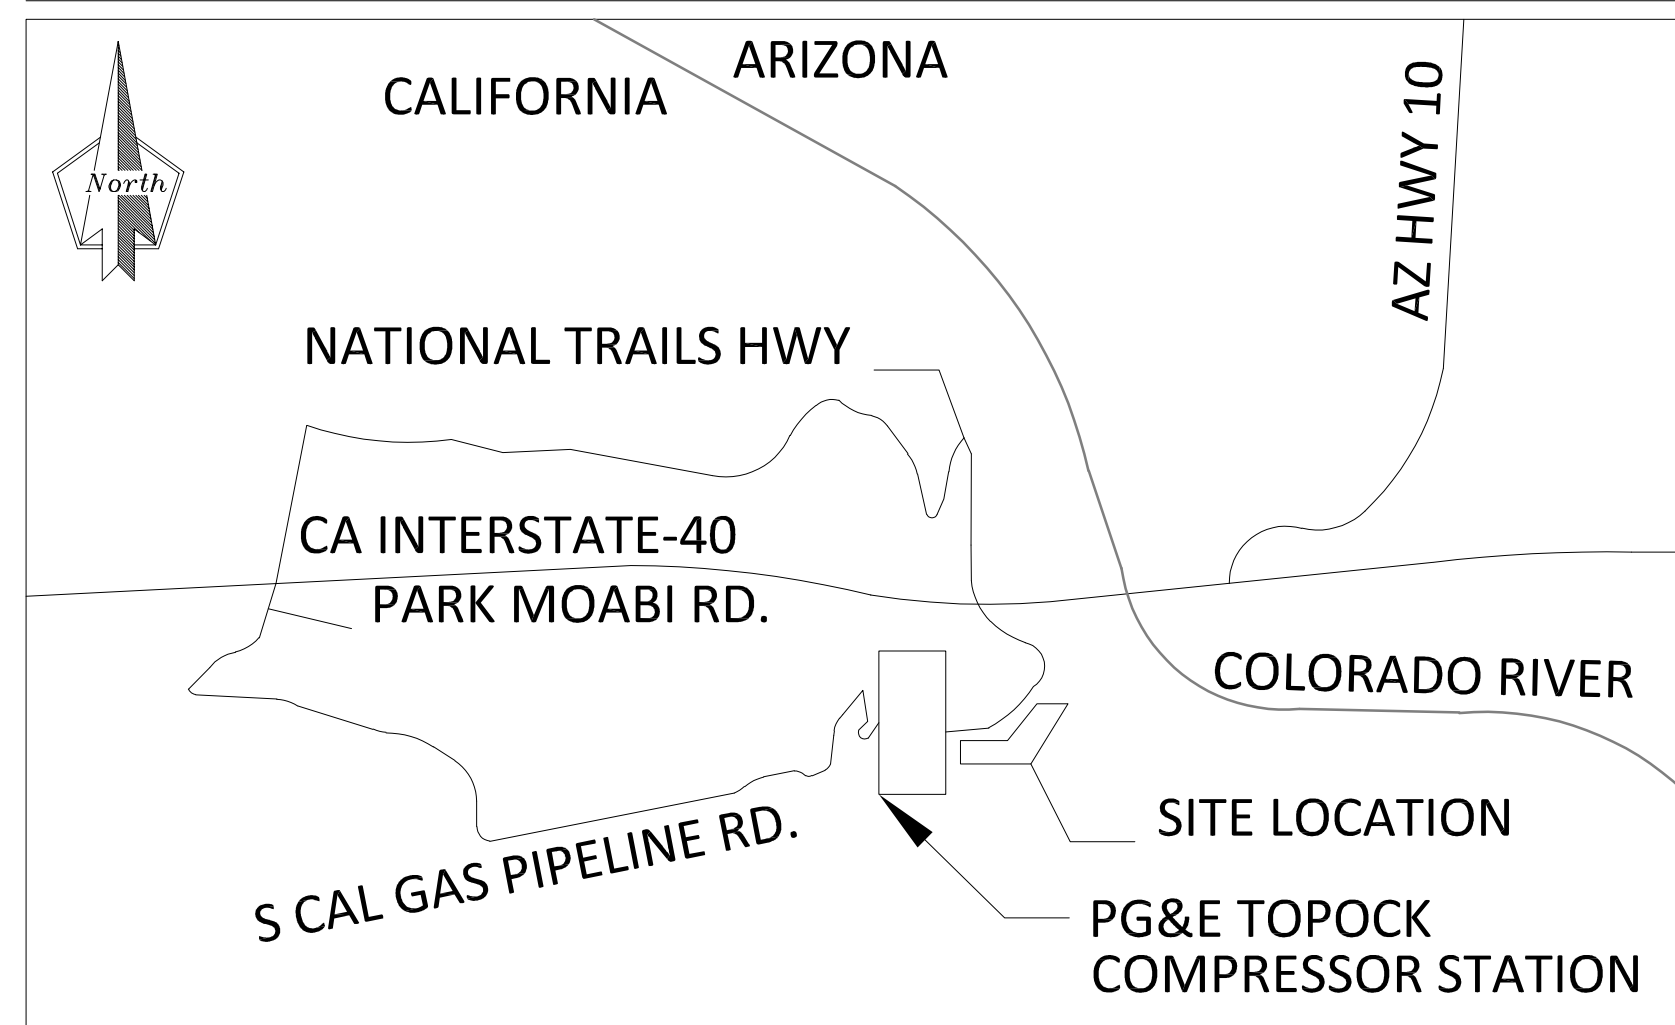 ARIZONA
CALIFORNIA
AZ HWY 10
North
NATIONAL TRAILS HWY
CA INTERSTATE-40
PARK MOABI RD.
COLORADO RIVER
SITE LOCATION
S CAL GAS PIPELINE RD.
PG&E TOPOCK
COMPRESSOR STATION